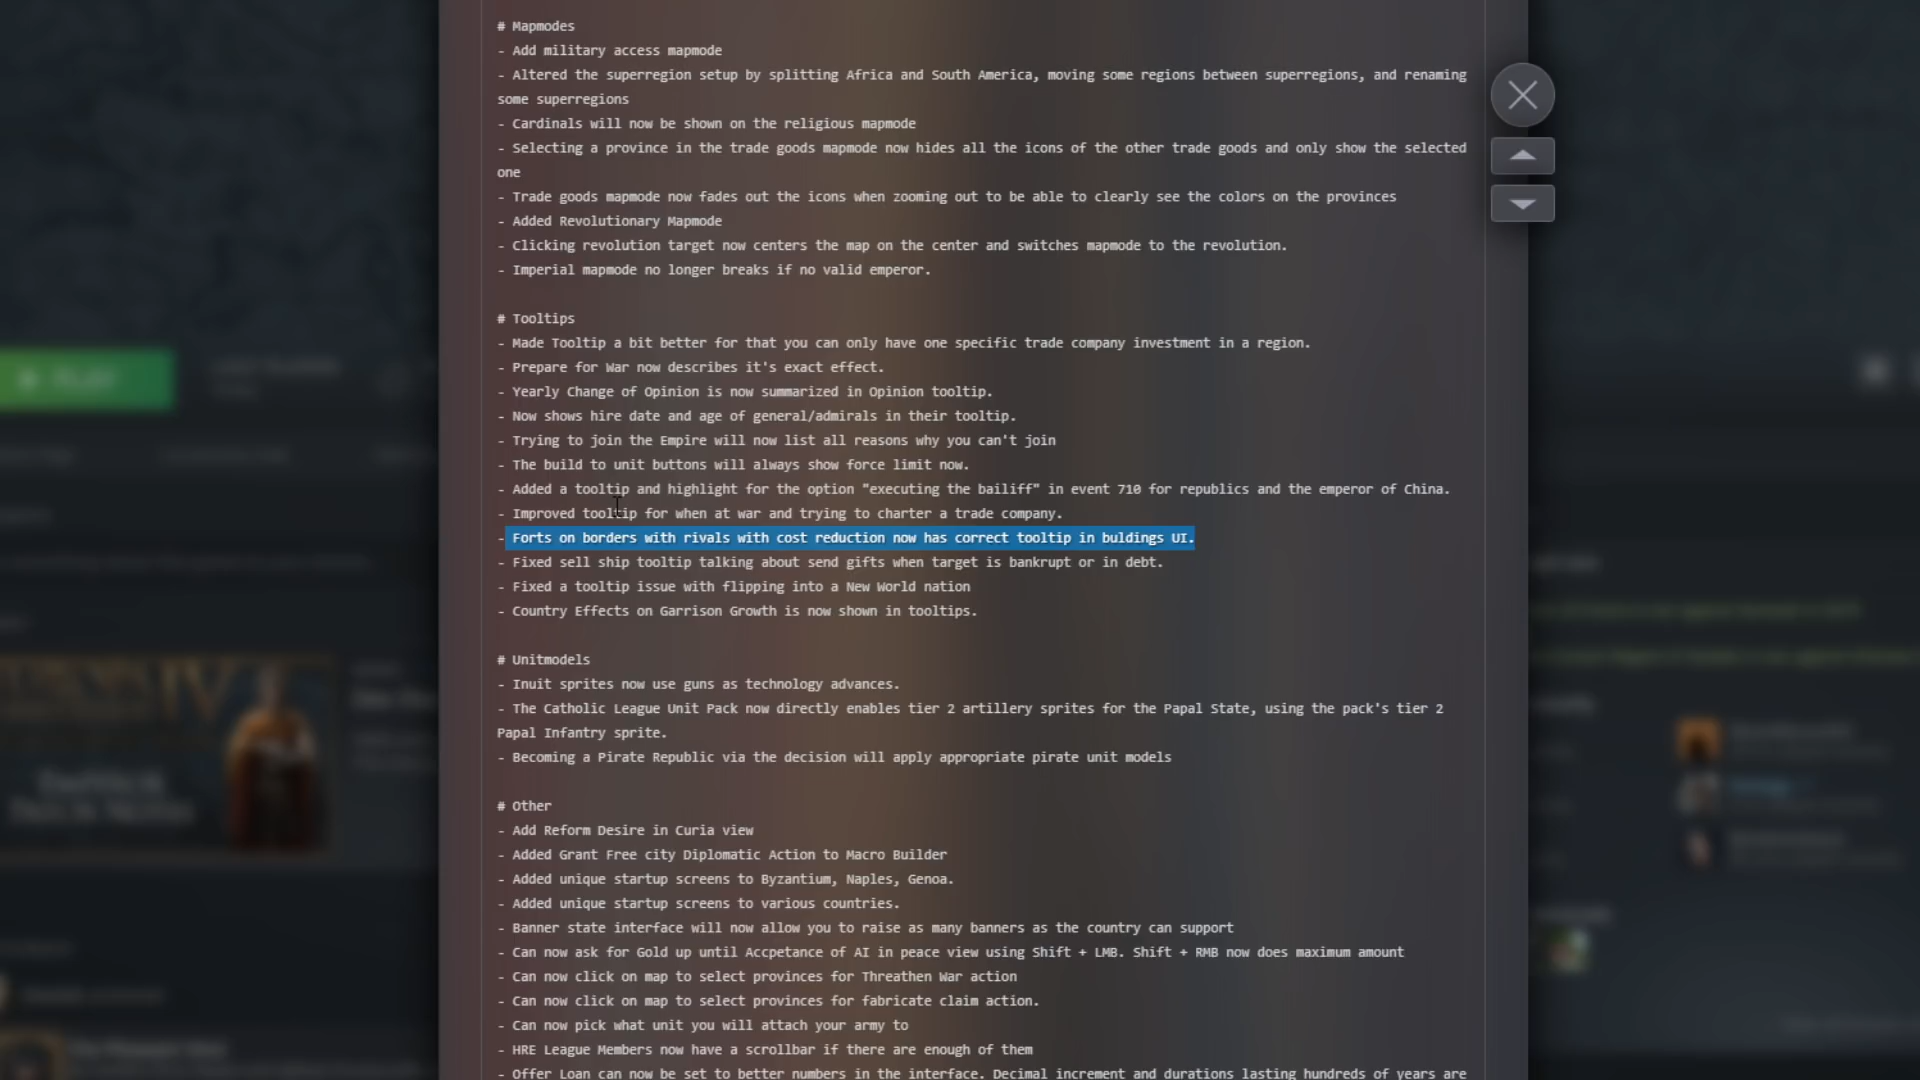 # Mapmodes
- Add military access mapmode
- Altered the superregion setup by splitting Africa and South America, moving some regions between superregions, and renaming
some superregions
- Cardinals will now be shown on the religious mapmode
- Selecting a province in the trade goods mapmode now hides all the icons of the other trade goods and only show the selected
one
- Trade goods mapmode now fades out the icons when zooming out to be able to clearly see the colors on the provinces
- Added Revolutionary Mapmode
- Clicking revolution target now centers the map on the center and switches mapmode to the revolution.
- Imperial mapmode no longer breaks if no valid emperor.
# Tooltips
- Made Tooltip a bit better for that you can only have one specific trade company investment in a region.
- Prepare for War now describes it's exact effect.
- Yearly Change of Opinion is now summarized in Opinion tooltip.
- Now shows hire date and age of general/admirals in their tooltip.
- Trying to join the Empire will now list all reasons why you can't join
- The build to unit buttons will always show force limit now.
- Added a tooltip and highlight for the option "executing the bailiff" in event 710 for republics and the emperor of China.
- Improved tooltip for when at war and trying to charter a trade company.
- Forts on borders with rivals with cost reduction now has correct tooltip in buldings UI.
- Fixed sell ship tooltip talking about send gifts when target is bankrupt or in debt.
- Fixed a tooltip issue with flipping into a New World nation
- Country Effects on Garrison Growth is now shown in tooltips.
# Unitmodels
- Inuit sprites now use guns as technology advances.
- The Catholic League Unit Pack now directly enables tier 2 artillery sprites for the Papal State, using the pack's tier 2
Papal Infantry sprite.
- Becoming a Pirate Republic via the decision will apply appropriate pirate unit models
# Other
- Add Reform Desire in Curia view
- Added Grant Free city Diplomatic Action to Macro Builder
- Added unique startup screens to Byzantium, Naples, Genoa.
- Added unique startup screens to various countries.
- Banner state interface will now allow you to raise as many banners as the country can support
- Can now ask for Gold up until Accpetance of AI in peace view using Shift + LMB. Shift + RMB now does maximum amount
- Can now click on map to select provinces for Threathen War action
- Can now click on map to select provinces for fabricate claim action.
- Can now pick what unit you will attach your army to
- HRE League Members now have a scrollbar if there are enough of them
- Offer Loan can now be set to better numbers in the interface. Decimal increment and durations lasting hundreds of years are
PLAY